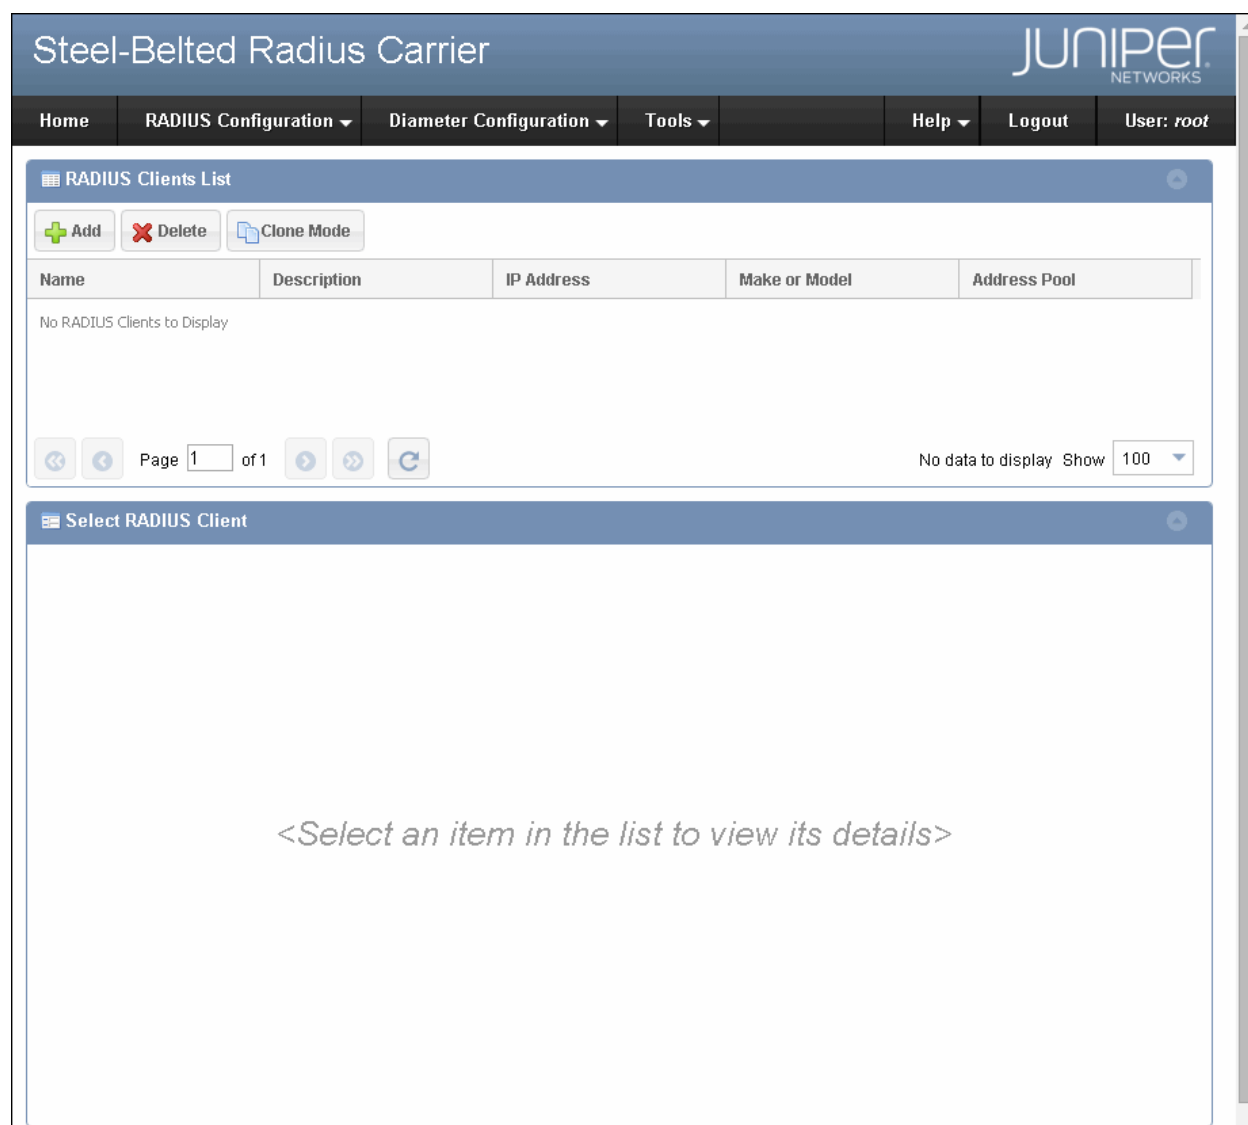 Steel-Belted Radius Carrier
JUNIPER
NETWORKS
Home RADIUS Configuration Diameter Configuration Tools Help Logout User: root
RADIUS Clients List
Add Delete Clone Mode
Name Description IP Address Make or Model Address Pool
No RADIUS Clients to Display
Page 1 of 1 No data to display Show 100
Select RADIUS Client
<Select an item in the list to view its details>